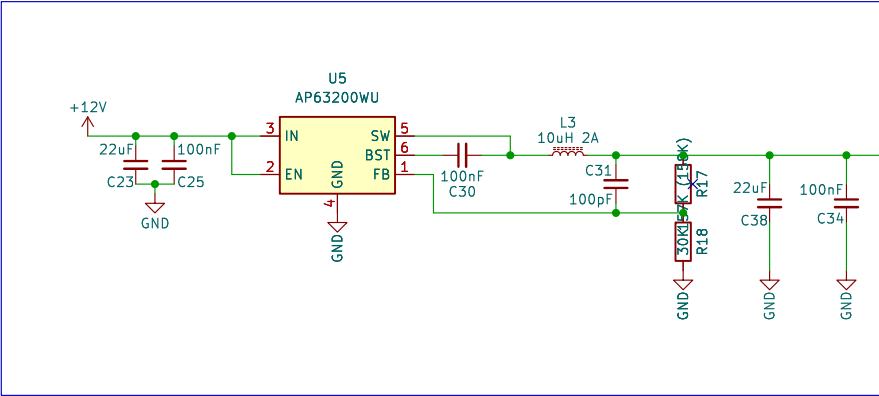 U5
AP63200WU
+12V
3
IN
SW
5
L3
10uH 2A
22uF
100nF
BST
6
C31
R17
2
EN
GND
FB
1
C23
C25
100nF
C30
100pF
22uF
100nF
4
C38
C34
GND
GND
30K
R18
GND
GND
GND